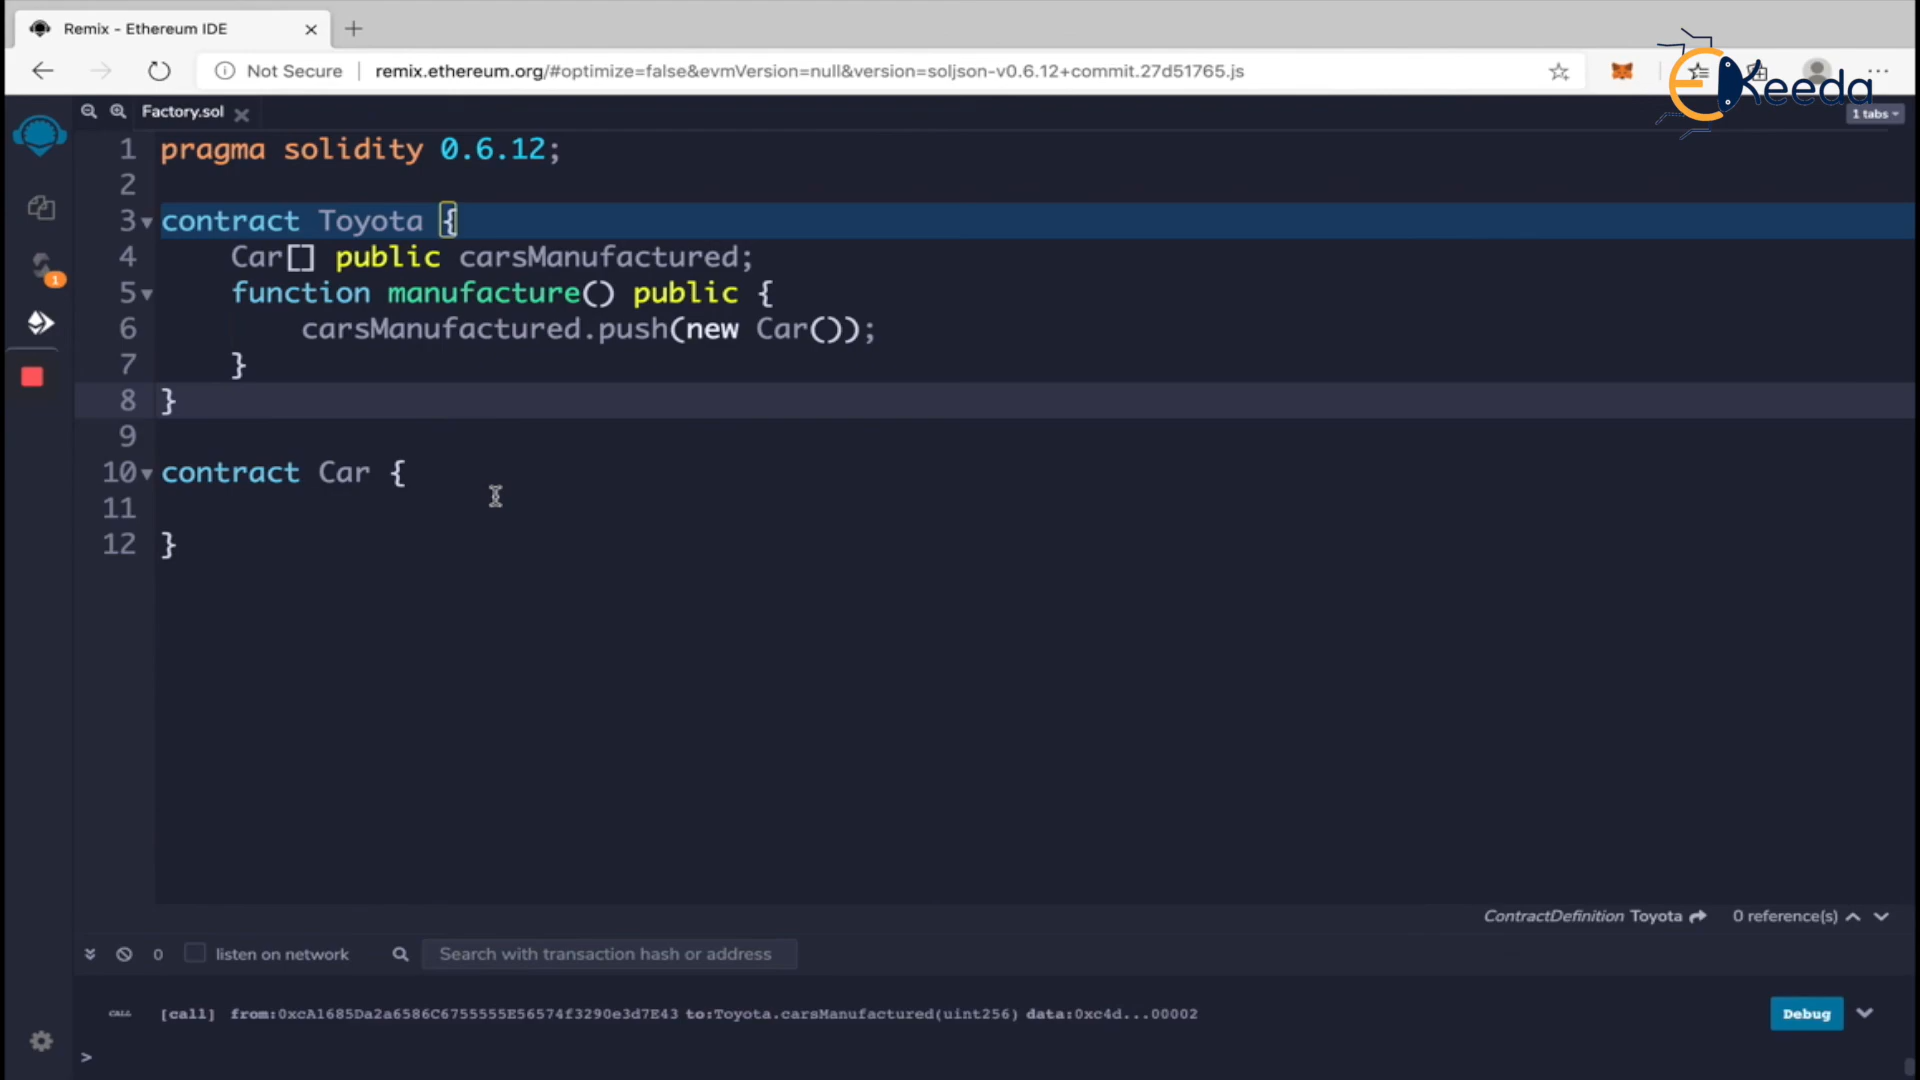 Remix - Ethereum IDE
Not Secure
remix.ethereum.org/#optimize=false&evmVersion=null&version=soljson-v0.6.12+commit.27d51765.js
eKeeda
Factory.sol
1 tabs
1 pragma solidity 0.6.12;
2
3 contract Toyota {
4 Car[] public carsManufactured;
5 function manufacture() public {
6 carsManufactured.push(new Car());
7 }
8 }
9
10 contract Car {
11
12 }
1
ContractDefinition Toyota 0 reference(s)
0 listen on network Search with transaction hash or address
CALL [call] from:0xcA1685Da2a6586C6755555E56574f3290e3d7E43 to:Toyota.carsManufactured(uint256) data:0xc4d...00002 Debug
>